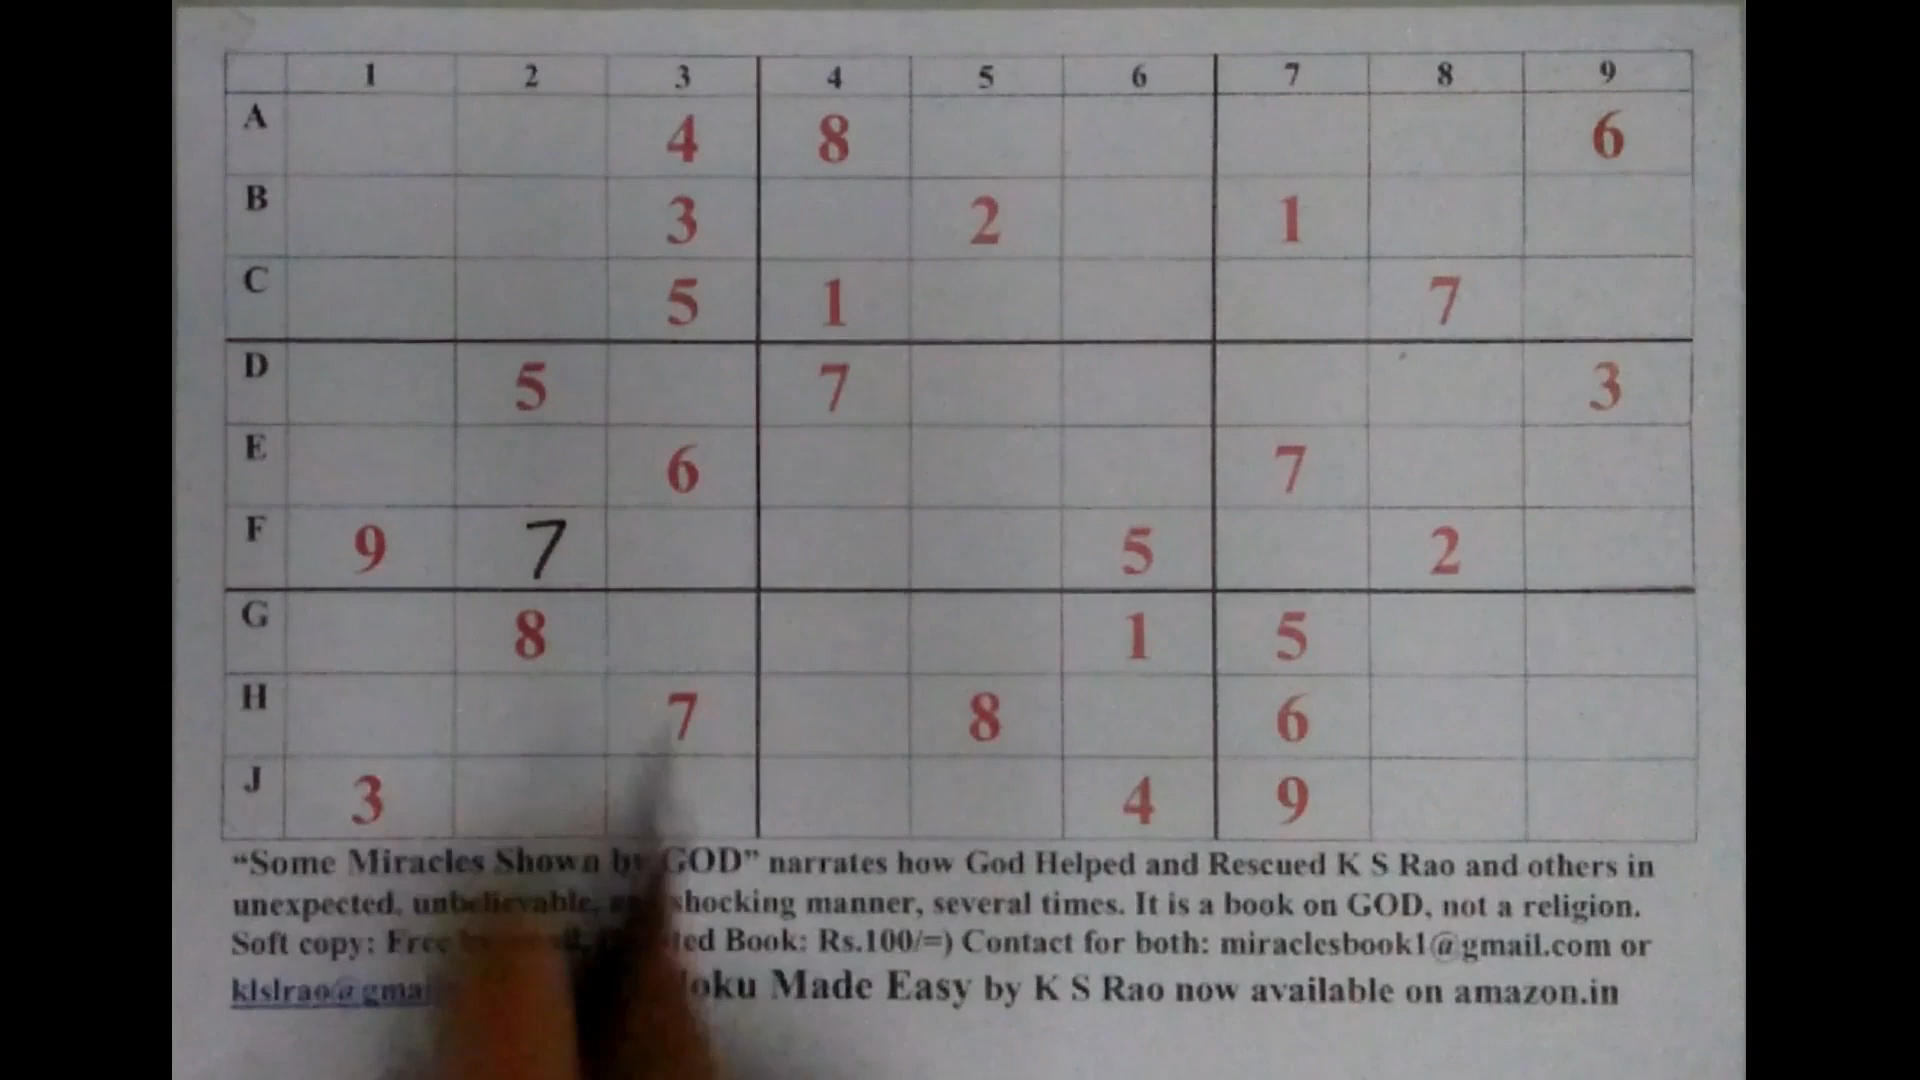 1 2 3 4 5 6 7 8 9
A 4 8 6
B 3 2 1
C 5 1 7
D 5 7 3
E 6 7
F 9 7 5 2
G 8 1 5
H 7 8 6
J 3 4 9
“Some Miracles Shown by GOD” narrates how God Helped and Rescued K S Rao and others in
unexpected, unbelievable, shocking manner, several times. It is a book on GOD, not a religion.
Soft copy: Free Book: Rs.100/=) Contact for both: miraclesbook1@gmail.com or
Made Easy by K S Rao now available on amazon.in